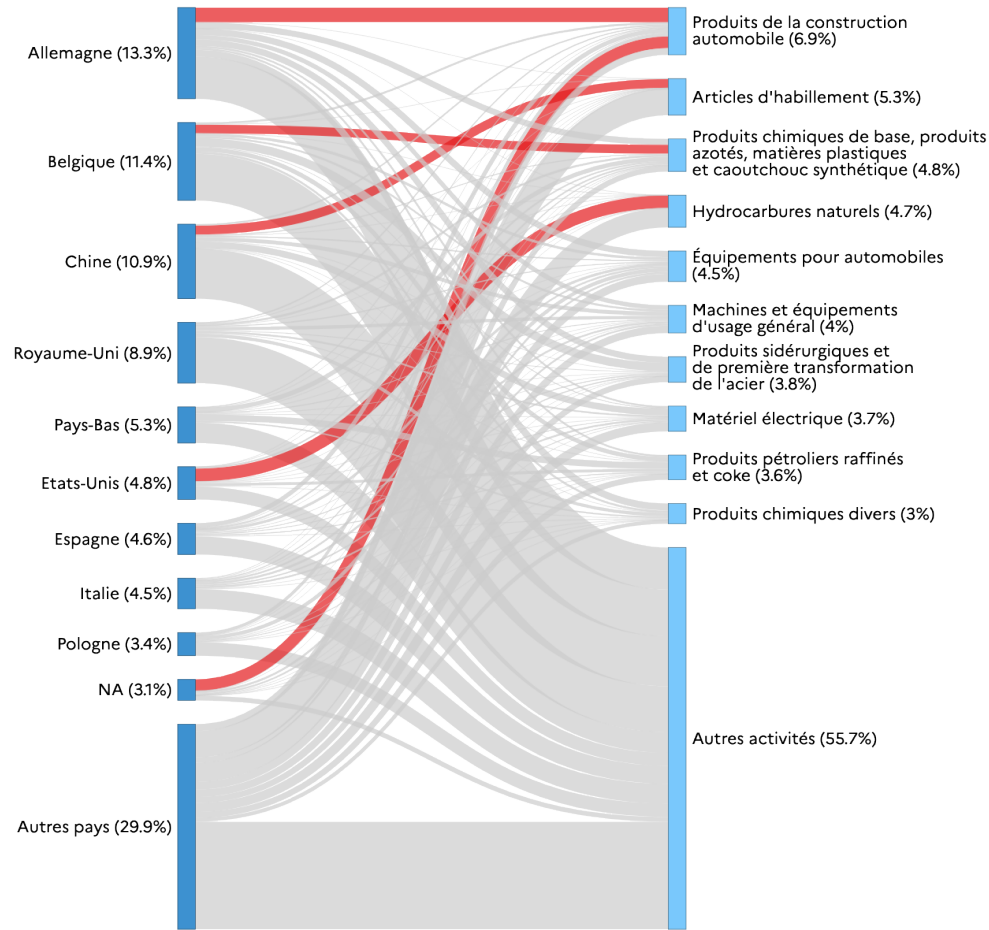 Allemagne (13.3%)
Belgique (11.4%)
Chine (10.9%)
Royaume-Uni (8.9%)
Pays-Bas (5.3%)
Etats-Unis (4.8%)
Espagne (4.6%)
Italie (4.5%)
Pologne (3.4%)
NA (3.1%)
Autres pays (29.9%)
Produits de la construction
automobile (6.9%)
Articles d'habillement (5.3%)
Produits chimiques de base, produits
azotés, matières plastiques
et caoutchouc synthétique (4.8%)
Hydrocarbures naturels (4.7%)
Équipements pour automobiles
(4.5%)
Machines et équipements
d'usage général (4%)
Produits sidérurgiques et
de première transformation
de l'acier (3.8%)
Matériel électrique (3.7%)
Produits pétroliers raffinés
et coke (3.6%)
Produits chimiques divers (3%)
Autres activités (55.7%)